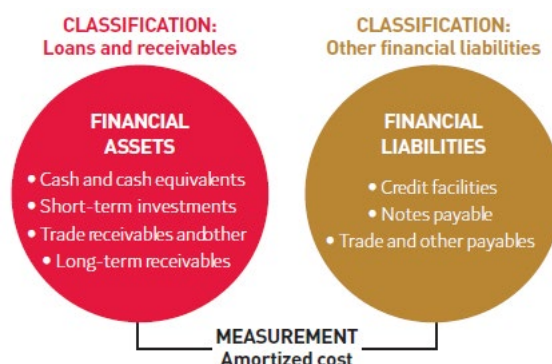 CLASSIFICATION:
Loans and receivables
FINANCIAL
ASSETS
• Cash and cash equivalents
• Short-term investments
• Trade receivables andother
• Long-term receivables
CLASSIFICATION:
Other financial liabilities
FINANCIAL
LIABILITIES
• Credit facilities
• Notes payable
• Trade and other payables
MEASUREMENT
Amortized cost